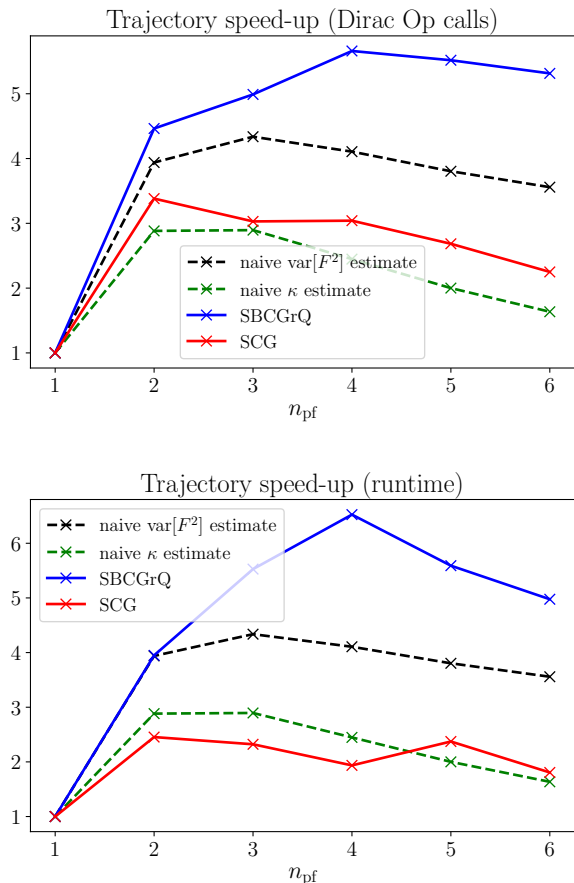 Trajectory speed-up (Dirac Op calls)
5
4
3
2
1
naive var[F²] estimate
naive κ estimate
SBCGrQ
SCG
1 2 3 4 5 6
n_pf
Trajectory speed-up (runtime)
naive var[F²] estimate
naive κ estimate
SBCGrQ
SCG
6
5
4
3
2
1
1 2 3 4 5 6
n_pf